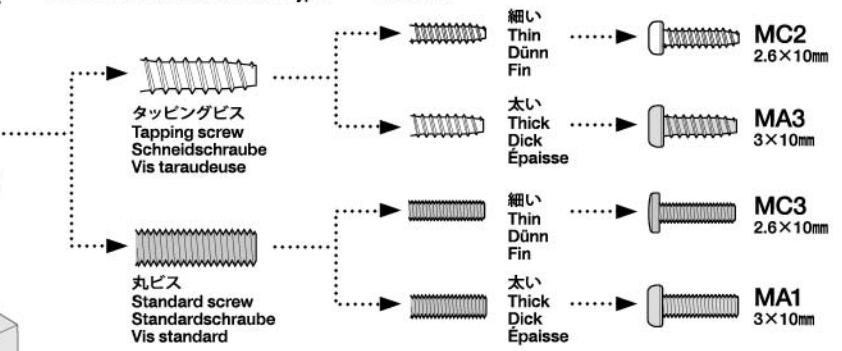 細い
Thin
Dünn
Fin
MC2
2.6×10㎜
タッピングビス
Tapping screw
Schneidschraube
Vis taraudeuse
太い
Thick
Dick
Épaisse
MA3
3×10㎜
細い
Thin
Dünn
Fin
MC3
2.6×10㎜
丸ビス
Standard screw
Standardschraube
Vis standard
太い
Thick
Dick
Épaisse
MA1
3×10㎜